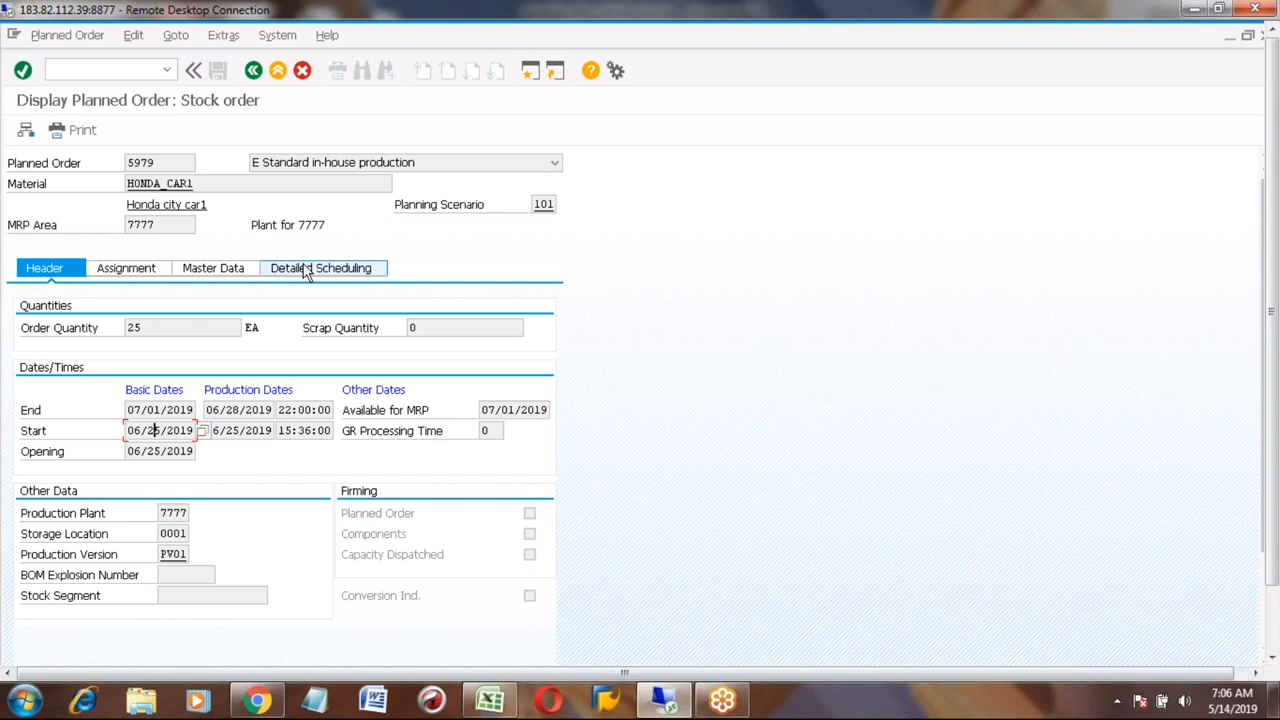 183.82.112.39:8877 - Remote Desktop Connection
Planned Order Edit Goto Extras System Help
Display Planned Order: Stock order
Print
Planned Order 5979 E Standard in-house production
Material HONDA_CAR1
Honda city car1 Planning Scenario 101
MRP Area 7777 Plant for 7777
Header Assignment Master Data Detailed Scheduling
Quantities
Order Quantity 25 EA Scrap Quantity 0
Dates/Times
Basic Dates Production Dates Other Dates
End 07/01/2019 06/28/2019 22:00:00 Available for MRP 07/01/2019
Start 06/25/2019 6/25/2019 15:36:00 GR Processing Time 0
Opening 06/25/2019
Other Data Firming
Production Plant 7777 Planned Order
Storage Location 0001 Components
Production Version PV01 Capacity Dispatched
BOM Explosion Number
Stock Segment Conversion Ind.
7:06 AM
5/14/2019